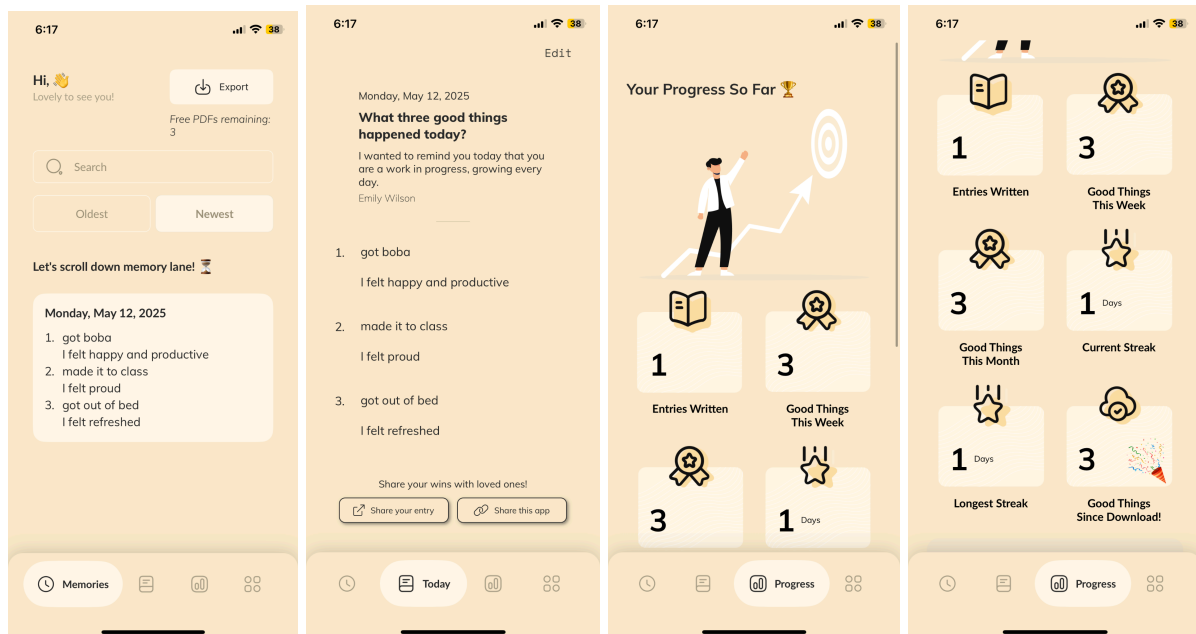 6:17
38
Hi, 👋
Lovely to see you!
Export
Free PDFs remaining:
3
Search
Oldest
Newest
Let's scroll down memory lane! ⏳
Monday, May 12, 2025
1. got boba
I felt happy and productive
2. made it to class
I felt proud
3. got out of bed
I felt refreshed
Memories
6:17
38
Edit
Monday, May 12, 2025
What three good things
happened today?
I wanted to remind you today that you
are a work in progress, growing every
day.
Emily Wilson
1. got boba
I felt happy and productive
2. made it to class
I felt proud
3. got out of bed
I felt refreshed
Share your wins with loved ones!
Share your entry
Share this app
Today
6:17
38
Your Progress So Far 🏆
1
Entries Written
3
Good Things
This Week
3
1 Days
Progress
6:17
38
1
Entries Written
3
Good Things
This Week
3
Good Things
This Month
1 Days
Current Streak
1 Days
Longest Streak
3
Good Things
Since Download!
Progress